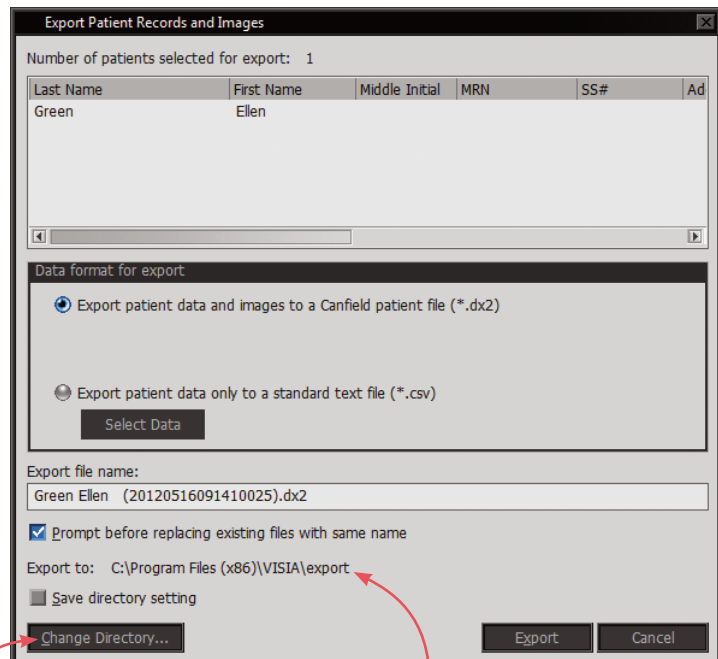 Export Patient Records and Images
Number of patients selected for export: 1
Last Name First Name Middle Initial MRN SS# Ad
Green Ellen
Data format for export
Export patient data and images to a Canfield patient file (*.dx2)
Export patient data only to a standard text file (*.csv)
Select Data
Export file name:
Green Ellen (20120516091410025).dx2
Prompt before replacing existing files with same name
Export to: C:\Program Files (x86)\VISIA\export
Save directory setting
Change Directory... Export Cancel